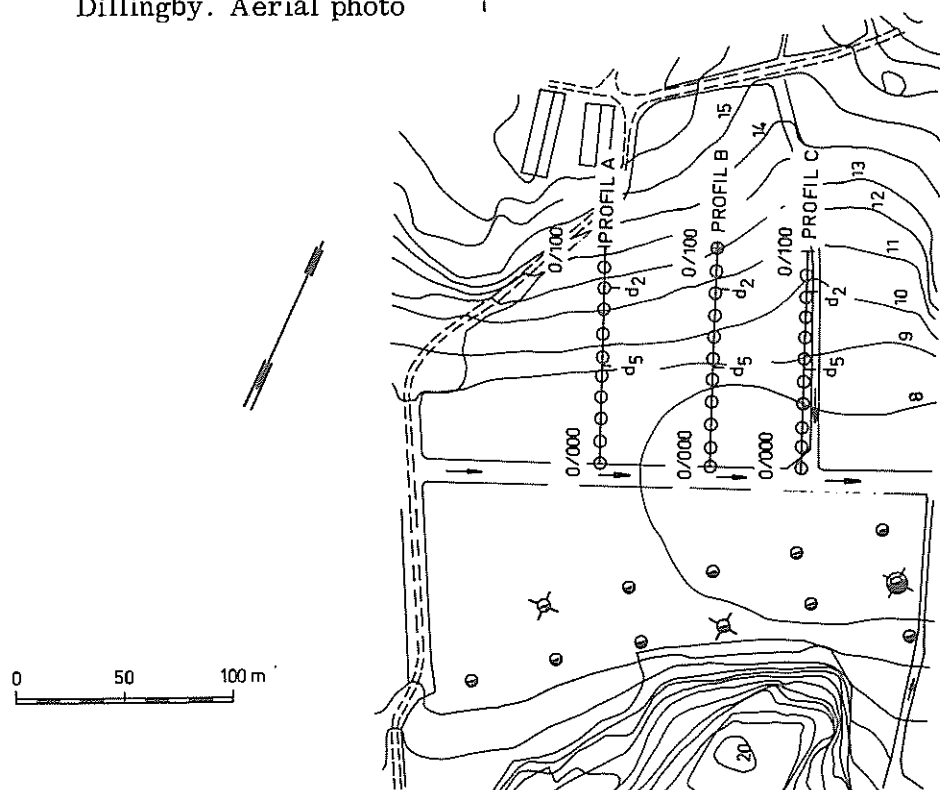 Dillingby. Aerial photo
15
14
13
12
11
10
9
8
PROFIL A
PROFIL B
PROFIL C
0/100
0/100
0/100
d2
d2
d2
d5
d5
d5
0/000
0/000
0/000
0 50 100 m
20